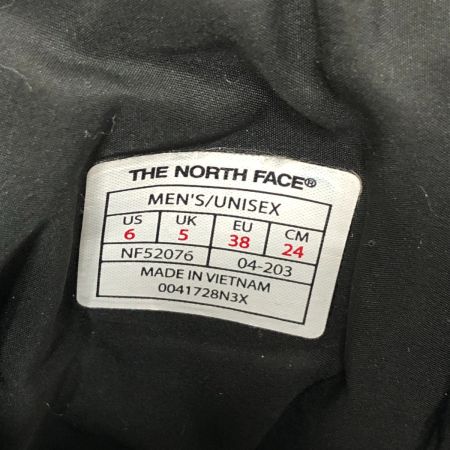 THE NORTH FACE®
MEN'S/UNISEX
US UK EU CM
6 5 38 24
NF52076 04-203
MADE IN VIETNAM
0041728N3X